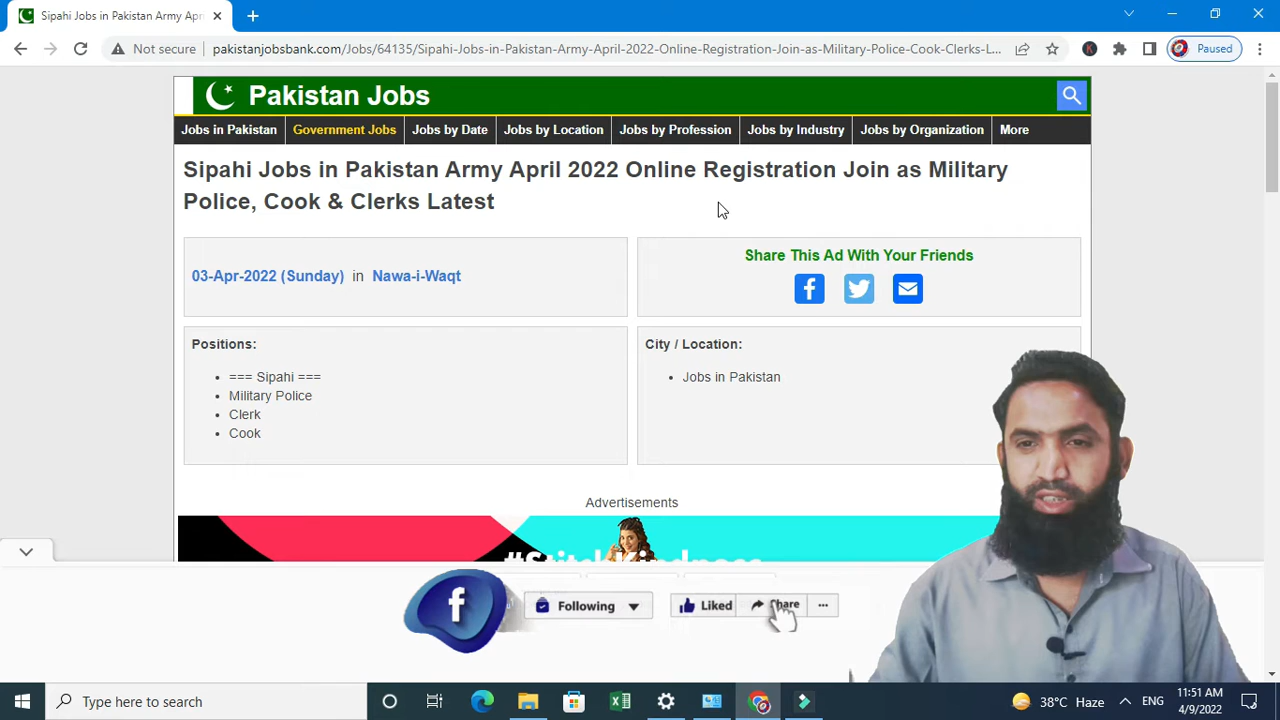 Sipahi Jobs in Pakistan Army Apr
Paused
Not secure
pakistanjobsbank.com/Jobs/64135/Sipahi-Jobs-in-Pakistan-Army-April-2022-Online-Registration-Join-as-Military-Police-Cook-Clerks-L...
Pakistan Jobs
Jobs in Pakistan
Government Jobs
Jobs by Date
Jobs by Location
Jobs by Profession
Jobs by Industry
Jobs by Organization
More
Sipahi Jobs in Pakistan Army April 2022 Online Registration Join as Military
Police, Cook & Clerks Latest
03-Apr-2022 (Sunday) in Nawa-i-Waqt
Share This Ad With Your Friends
Positions:
=== Sipahi ===
Military Police
Clerk
Cook
City / Location:
Jobs in Pakistan
Advertisements
#StitchKindness
Following
Liked
Share
Type here to search
38°C Haze
ENG
11:51 AM
4/9/2022